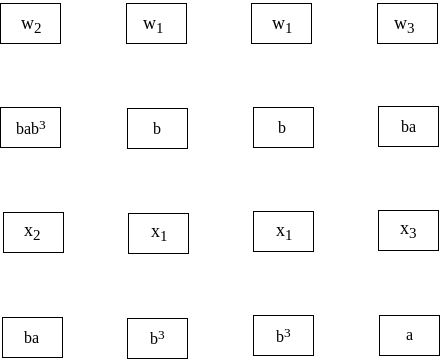 w₂ w₁ w₁ w₃
bab³ b b ba
x₂ x₁ x₁ x₃
ba b³ b³ a